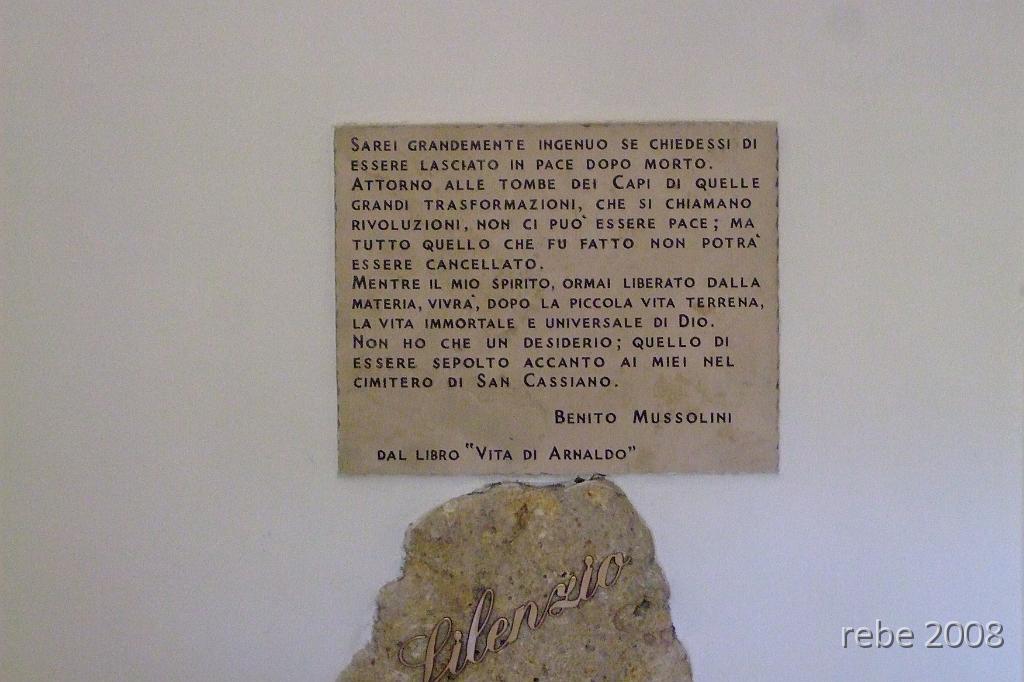 SAREI GRANDEMENTE INGENUO SE CHIEDESSI DI
ESSERE LASCIATO IN PACE DOPO MORTO.
ATTORNO ALLE TOMBE DEI CAPI DI QUELLE
GRANDI TRASFORMAZIONI, CHE SI CHIAMANO
RIVOLUZIONI, NON CI PUO` ESSERE PACE; MA
TUTTO QUELLO CHE FU FATTO NON POTRA`
ESSERE CANCELLATO.
MENTRE IL MIO SPIRITO, ORMAI LIBERATO DALLA
MATERIA, VIVRA`, DOPO LA PICCOLA VITA TERRENA,
LA VITA IMMORTALE E UNIVERSALE DI DIO.
NON HO CHE UN DESIDERIO; QUELLO DI
ESSERE SEPOLTO ACCANTO AI MIEI NEL
CIMITERO DI SAN CASSIANO.
BENITO MUSSOLINI
DAL LIBRO "VITA DI ARNALDO"
Silenzio
rebe 2008